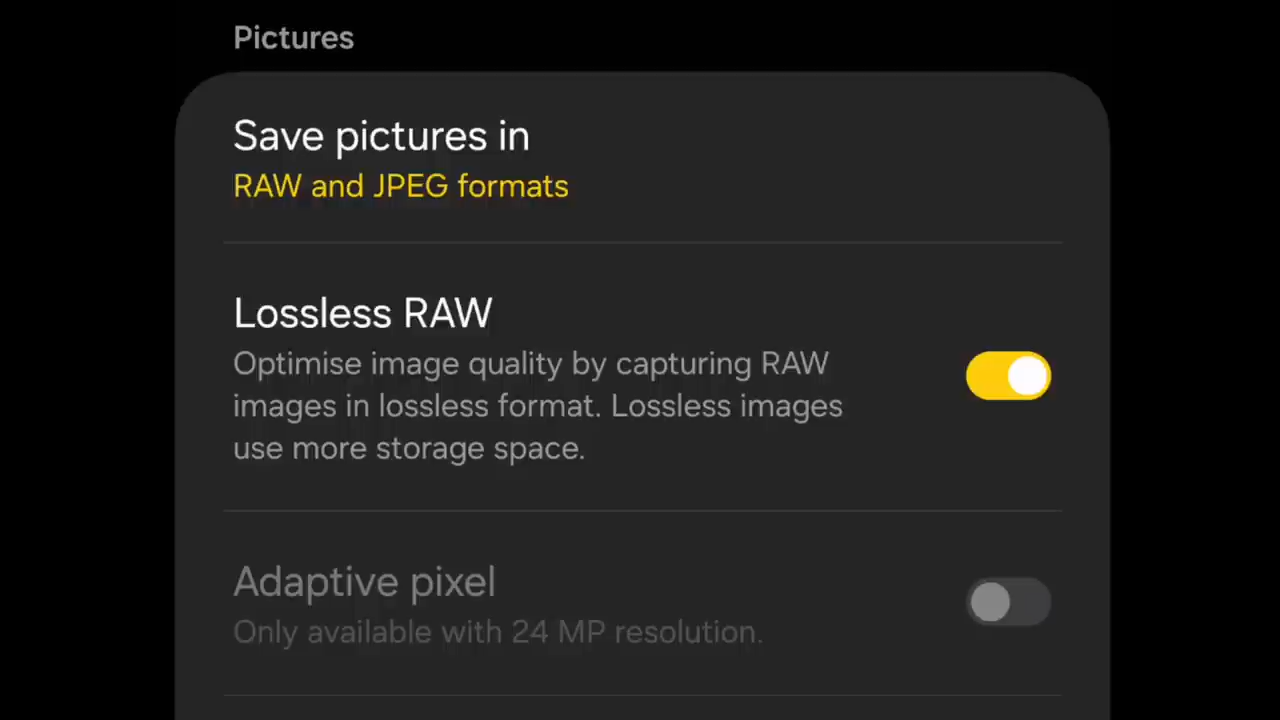 Pictures
Save pictures in
RAW and JPEG formats
Lossless RAW
Optimise image quality by capturing RAW
images in lossless format. Lossless images
use more storage space.
Adaptive pixel
Only available with 24 MP resolution.